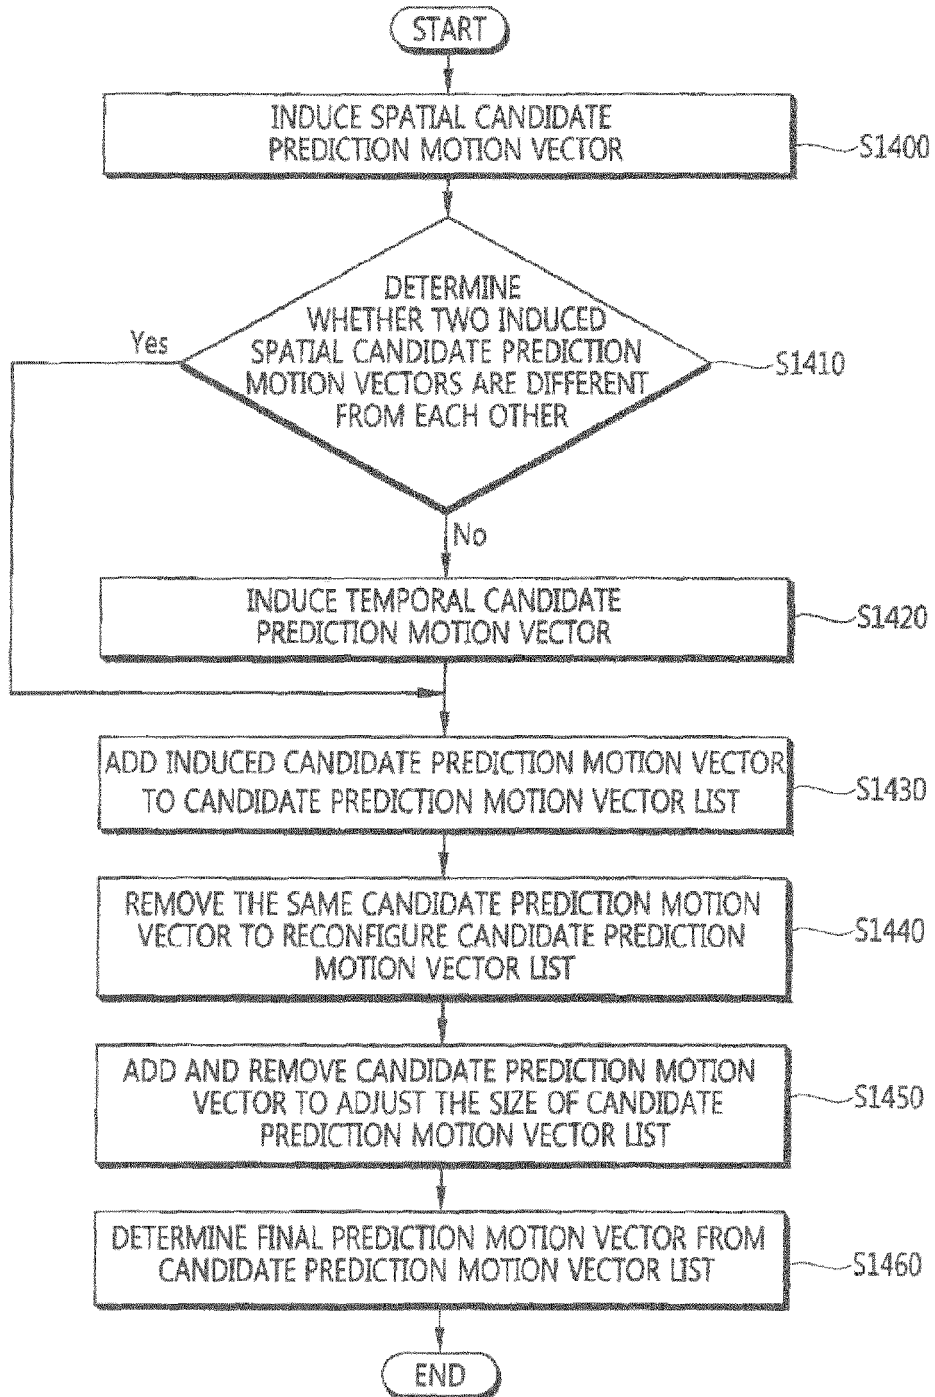 START
INDUCE SPATIAL CANDIDATE
PREDICTION MOTION VECTOR
S1400
DETERMINE
WHETHER TWO INDUCED
SPATIAL CANDIDATE PREDICTION
MOTION VECTORS ARE DIFFERENT
FROM EACH OTHER
Yes
S1410
No
INDUCE TEMPORAL CANDIDATE
PREDICTION MOTION VECTOR
S1420
ADD INDUCED CANDIDATE PREDICTION MOTION VECTOR
TO CANDIDATE PREDICTION MOTION VECTOR LIST
S1430
REMOVE THE SAME CANDIDATE PREDICTION MOTION
VECTOR TO RECONFIGURE CANDIDATE PREDICTION
MOTION VECTOR LIST
S1440
ADD AND REMOVE CANDIDATE PREDICTION MOTION
VECTOR TO ADJUST THE SIZE OF CANDIDATE
PREDICTION MOTION VECTOR LIST
S1450
DETERMINE FINAL PREDICTION MOTION VECTOR FROM
CANDIDATE PREDICTION MOTION VECTOR LIST
S1460
END